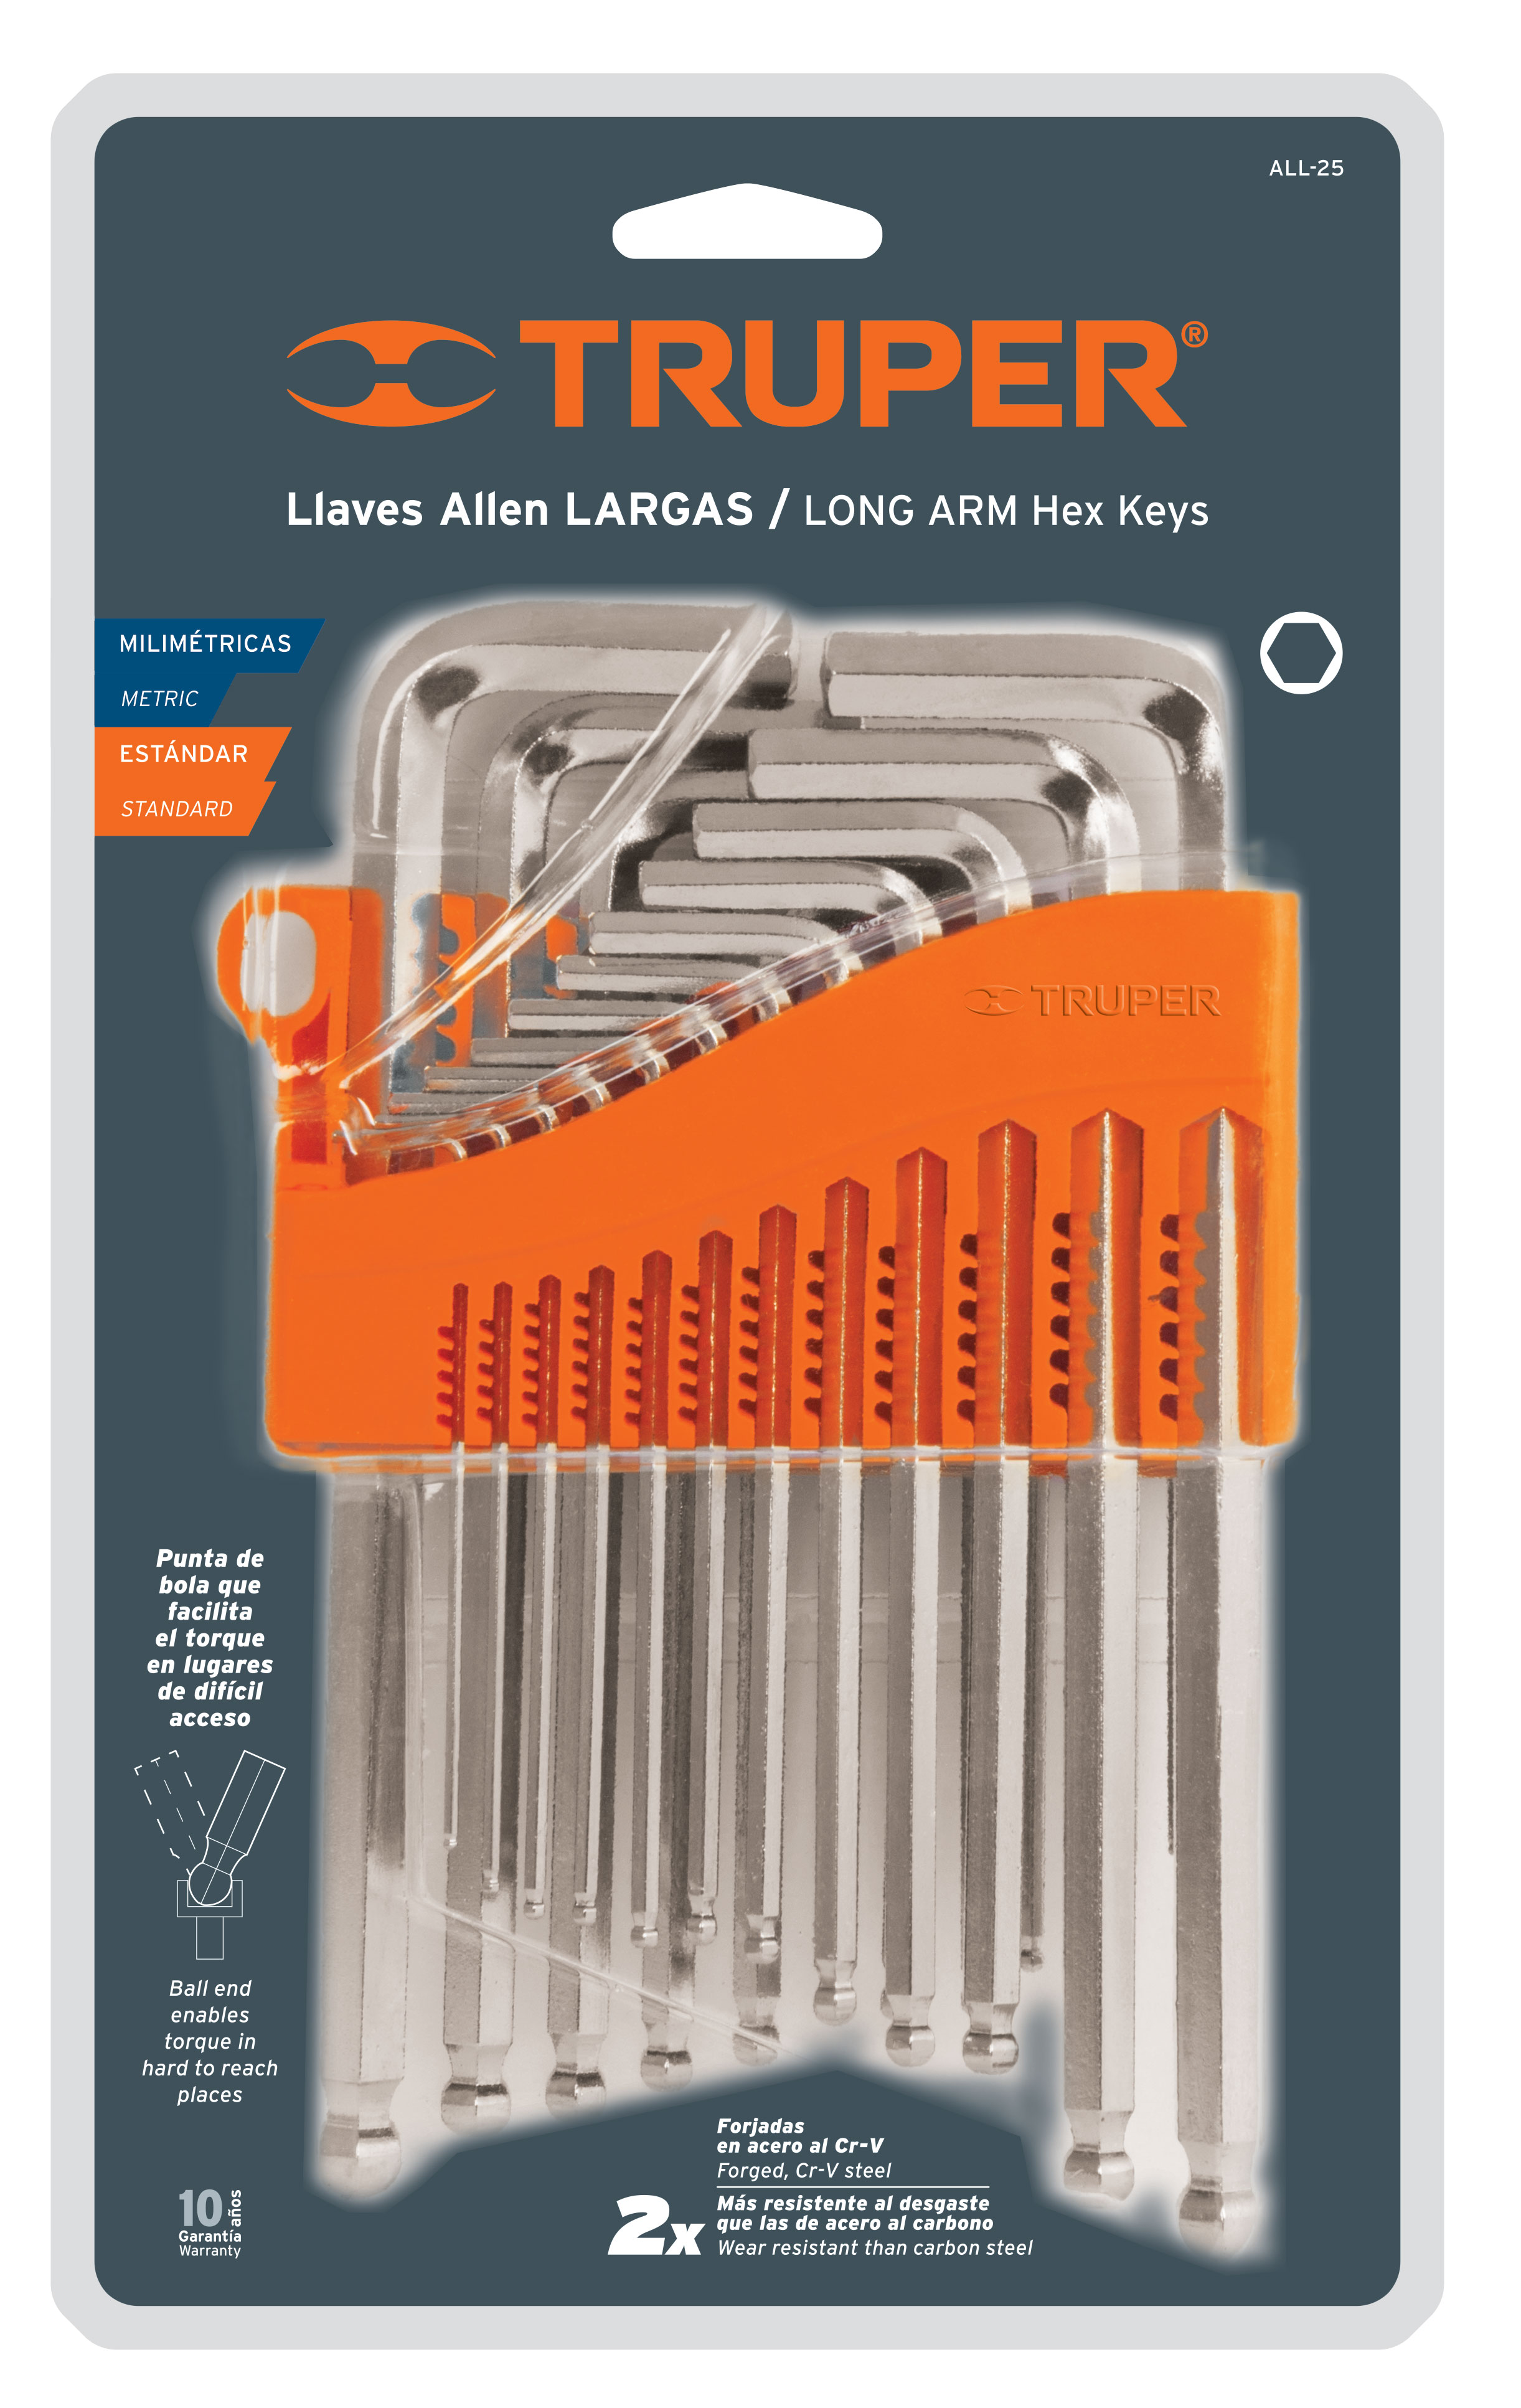 ALL-25
TRUPER®
Llaves Allen LARGAS / LONG ARM Hex Keys
MILIMÉTRICAS
METRIC
ESTÁNDAR
STANDARD
TRUPER
Punta de
bola que
facilita
el torque
en lugares
de difícil
acceso
Ball end
enables
torque in
hard to reach
places
10 años
Garantía
Warranty
2x
Forjadas
en acero al Cr-V
Forged, Cr-V steel
Más resistente al desgaste
que las de acero al carbono
Wear resistant than carbon steel